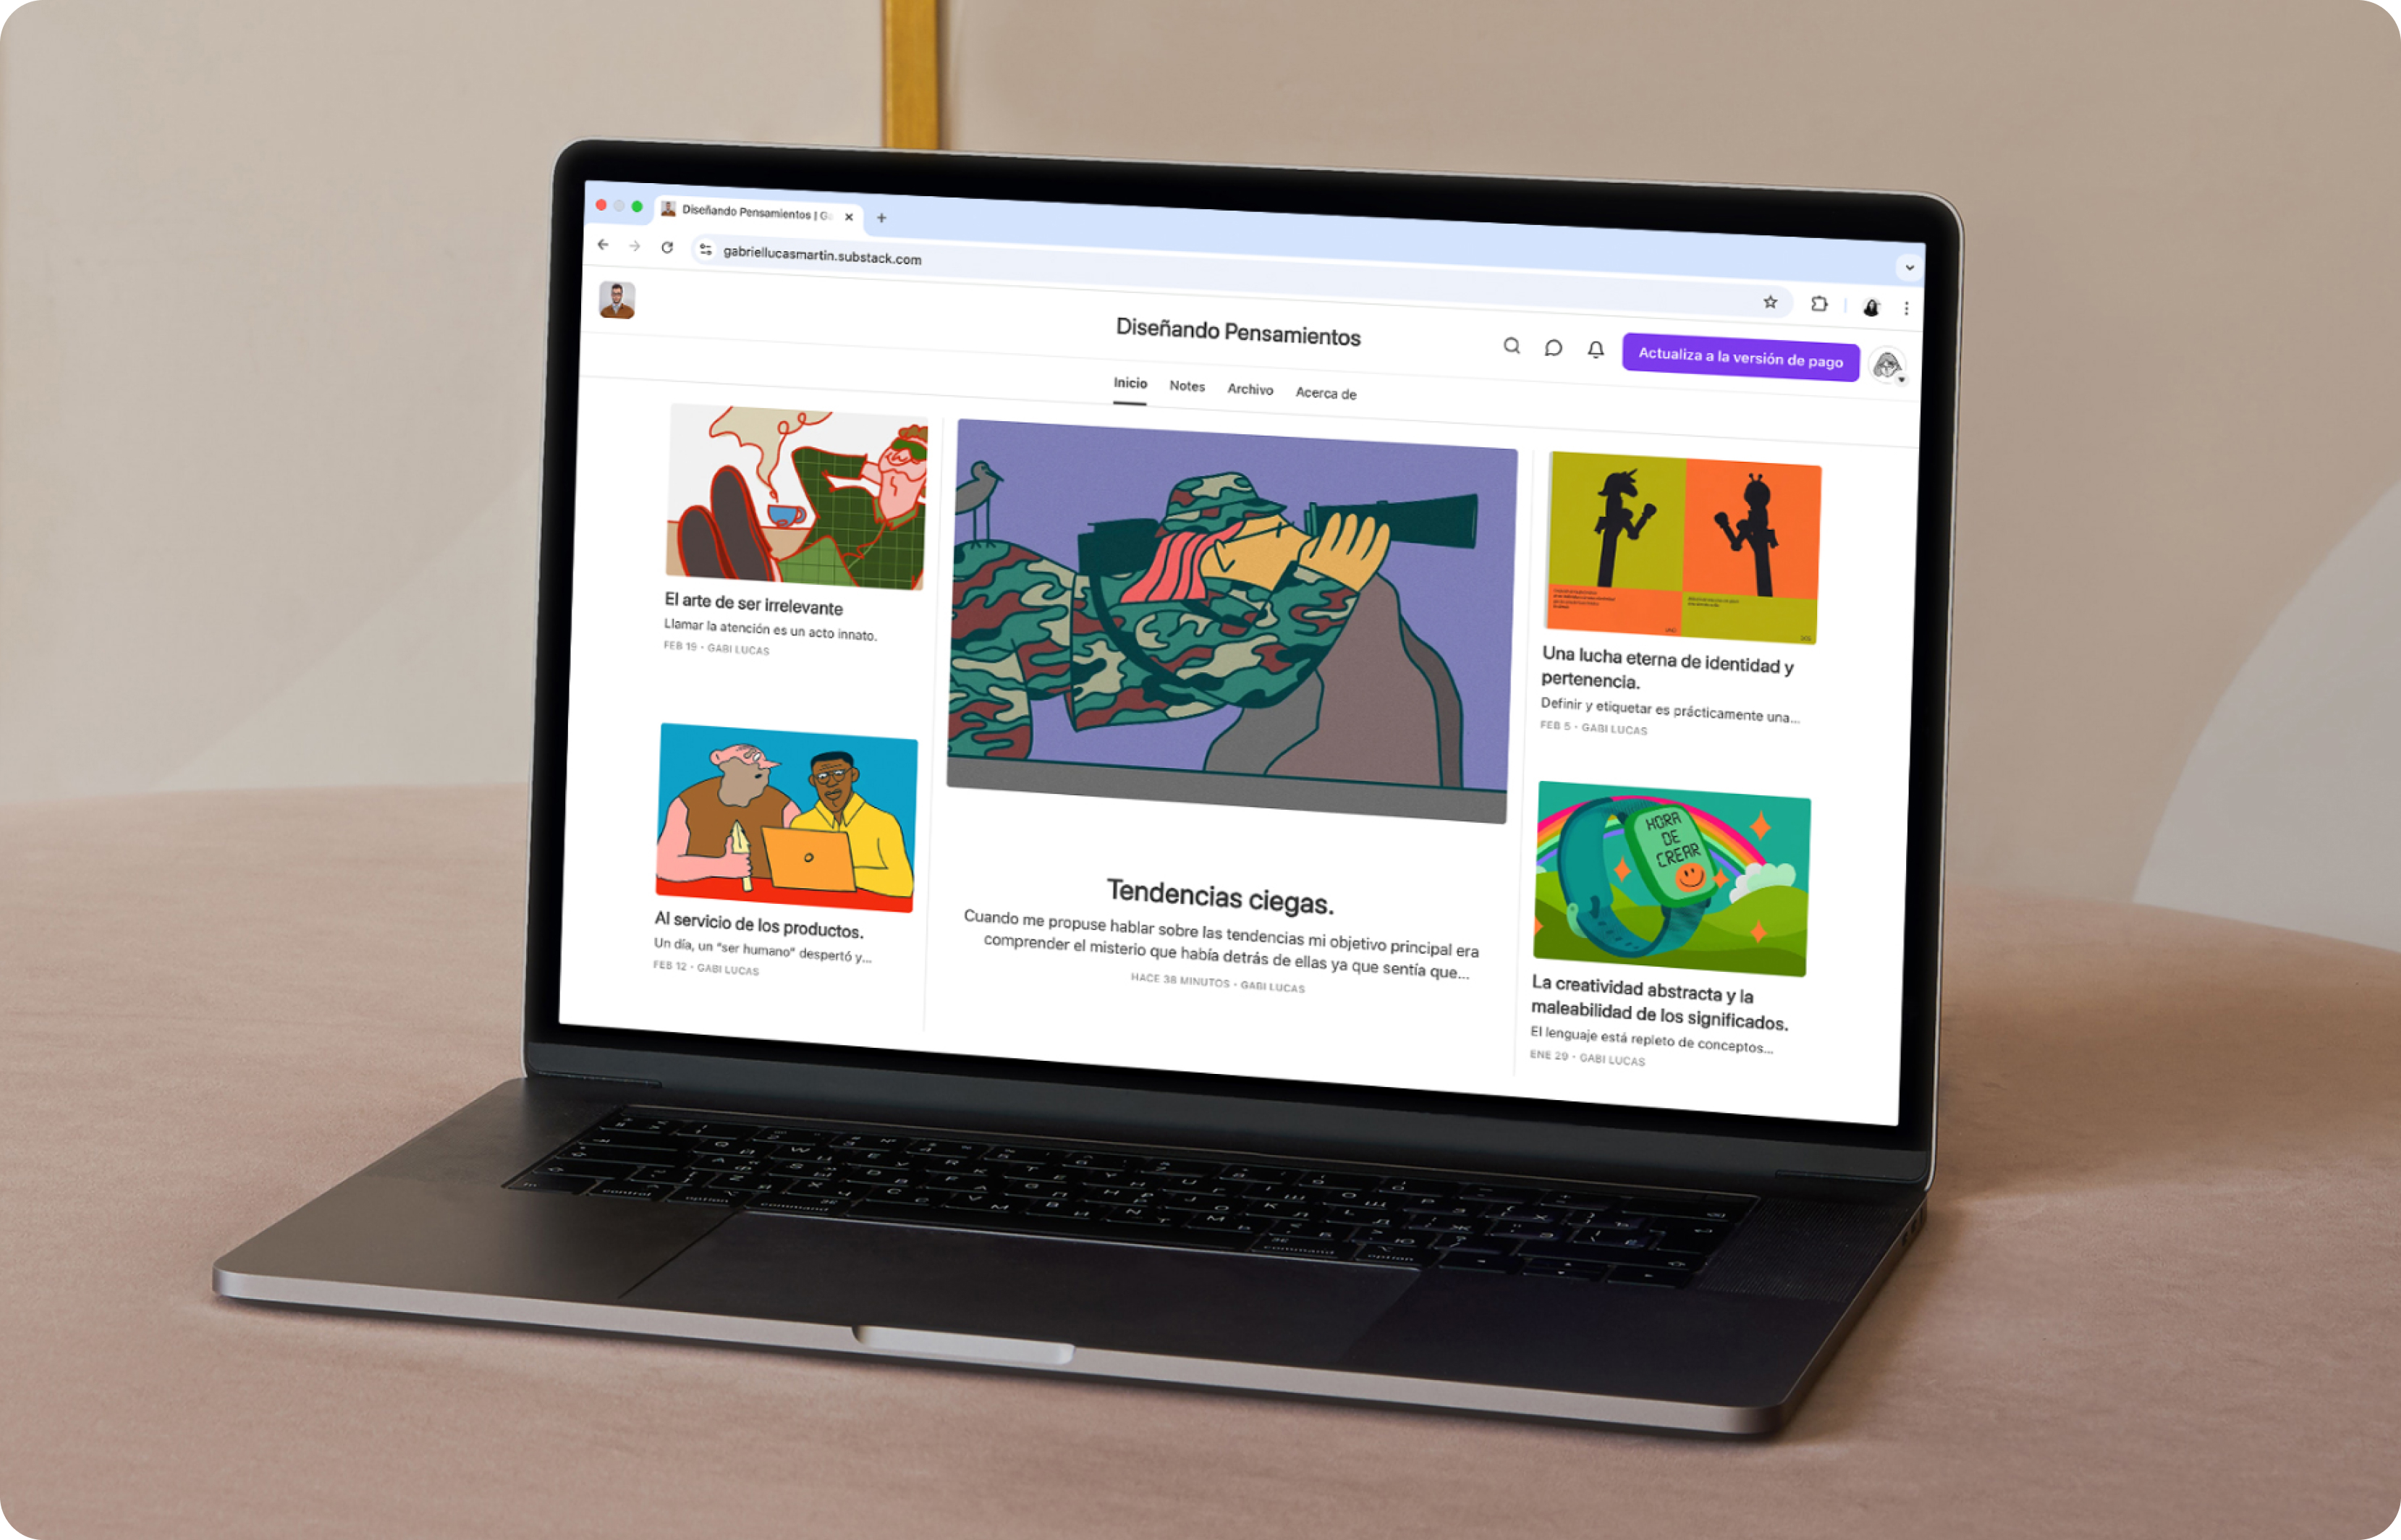 Diseñando Pensamientos | Ga
gabriellucasmartin.substack.com
Diseñando Pensamientos
Actualiza a la versión de pago
Inicio
Notes
Archivo
Acerca de
El arte de ser irrelevante
Llamar la atención es un acto innato.
FEB 19 • GABI LUCAS
Al servicio de los productos.
Un día, un “ser humano” despertó y...
FEB 12 • GABI LUCAS
Tendencias ciegas.
Cuando me propuse hablar sobre las tendencias mi objetivo principal era
comprender el misterio que había detrás de ellas ya que sentía que...
HACE 38 MINUTOS • GABI LUCAS
Una lucha eterna de identidad y
pertenencia.
Definir y etiquetar es prácticamente una...
FEB 5 • GABI LUCAS
HORA
DE
CREAR
La creatividad abstracta y la
maleabilidad de los significados.
El lenguaje está repleto de conceptos...
ENE 29 • GABI LUCAS
control
option
command
command
option